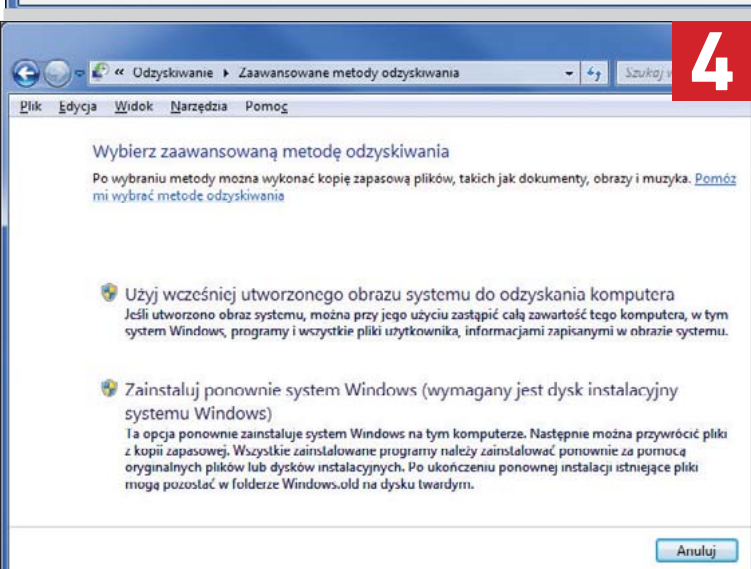 4
« Odzyskiwanie ▸ Zaawansowane metody odzyskiwania
Szukaj
Plik Edycja Widok Narzędzia Pomoc
Wybierz zaawansowaną metodę odzyskiwania
Po wybraniu metody można wykonać kopię zapasową plików, takich jak dokumenty, obrazy i muzyka. Pomóż
mi wybrać metodę odzyskiwania
Użyj wcześniej utworzonego obrazu systemu do odzyskania komputera
Jeśli utworzono obraz systemu, można przy jego użyciu zastąpić całą zawartość tego komputera, w tym
system Windows, programy i wszystkie pliki użytkownika, informacjami zapisanymi w obrazie systemu.
Zainstaluj ponownie system Windows (wymagany jest dysk instalacyjny
systemu Windows)
Ta opcja ponownie zainstaluje system Windows na tym komputerze. Następnie można przywrócić pliki
z kopii zapasowej. Wszystkie zainstalowane programy należy zainstalować ponownie za pomocą
oryginalnych plików lub dysków instalacyjnych. Po ukończeniu ponownej instalacji istniejące pliki
mogą pozostać w folderze Windows.old na dysku twardym.
Anuluj